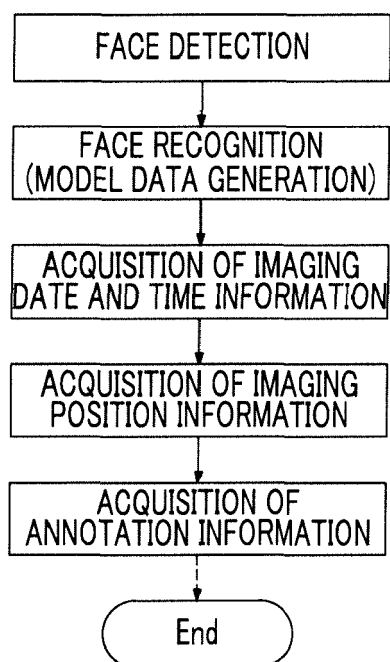 FACE DETECTION
FACE RECOGNITION
(MODEL DATA GENERATION)
ACQUISITION OF IMAGING
DATE AND TIME INFORMATION
ACQUISITION OF IMAGING
POSITION INFORMATION
ACQUISITION OF
ANNOTATION INFORMATION
End